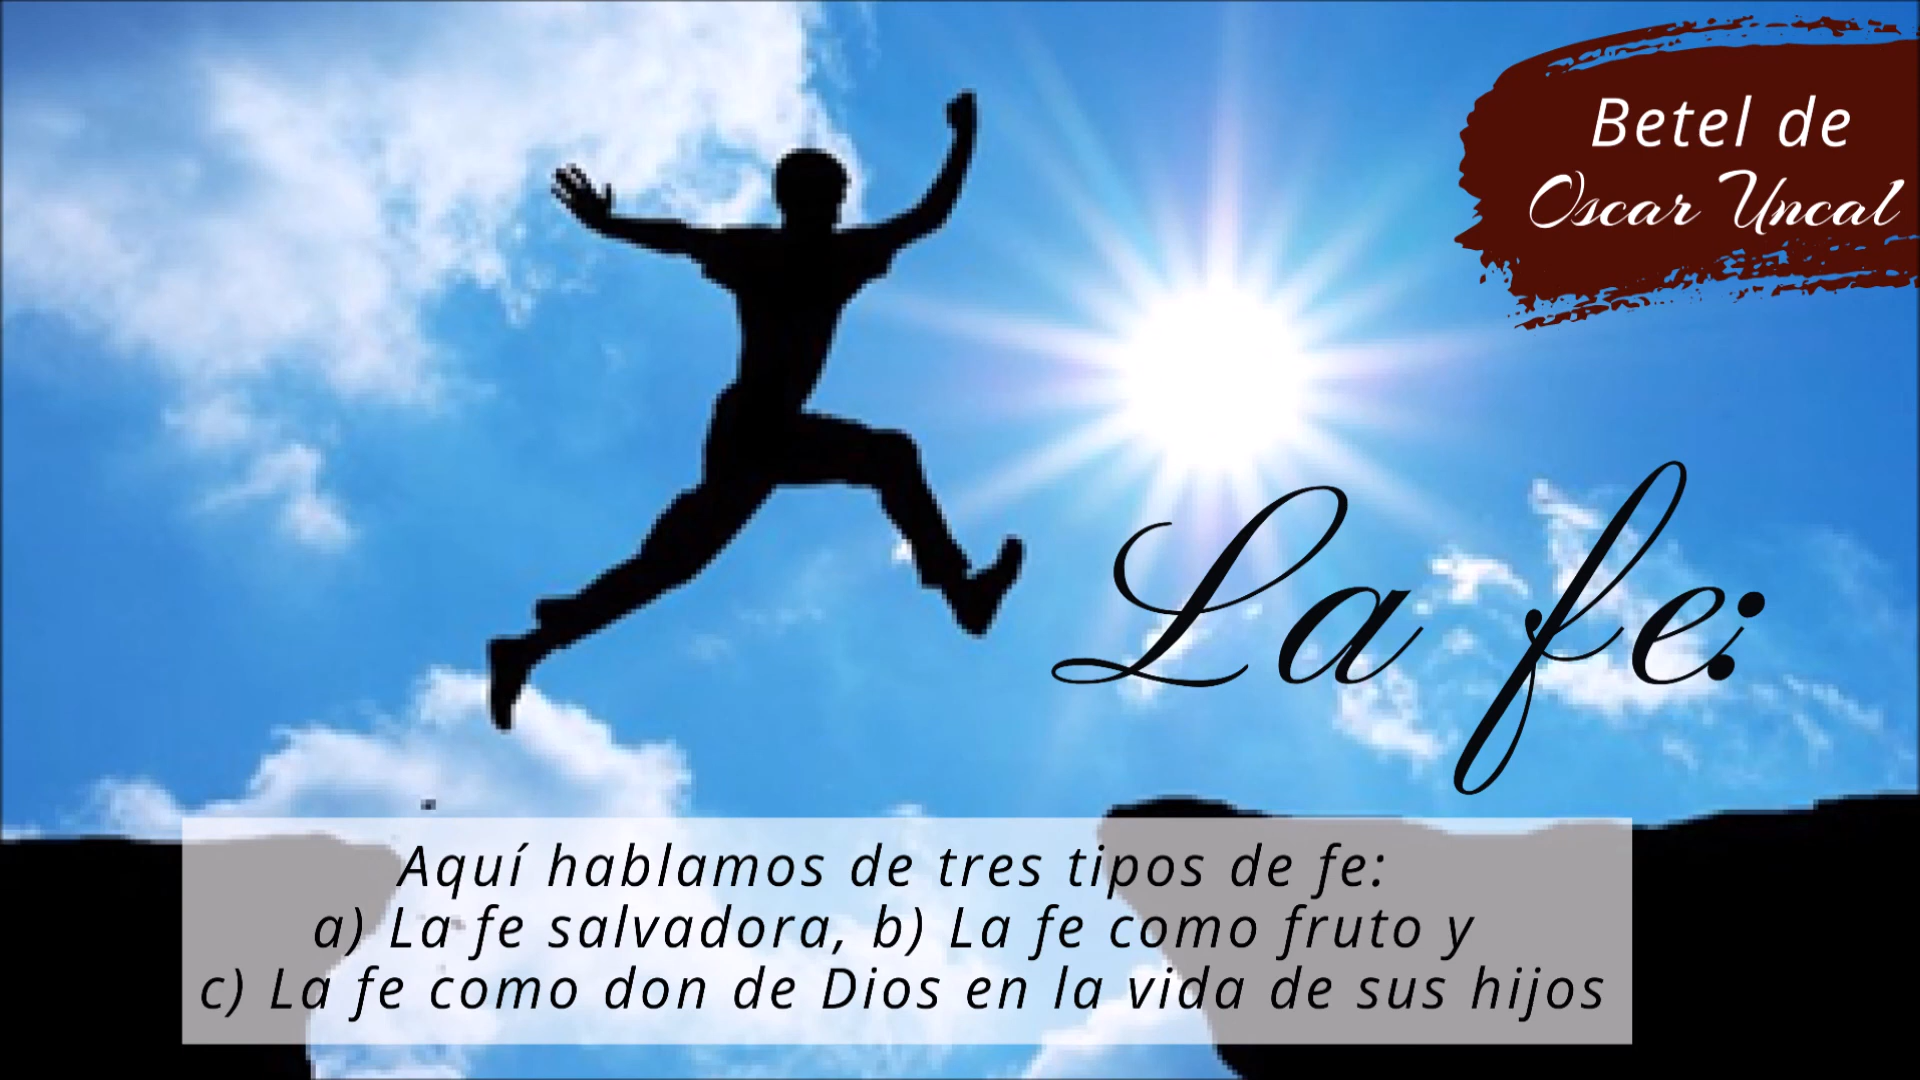 Betel de
Oscar Uncal
La fe:
Aquí hablamos de tres tipos de fe:
a) La fe salvadora, b) La fe como fruto y
c) La fe como don de Dios en la vida de sus hijos